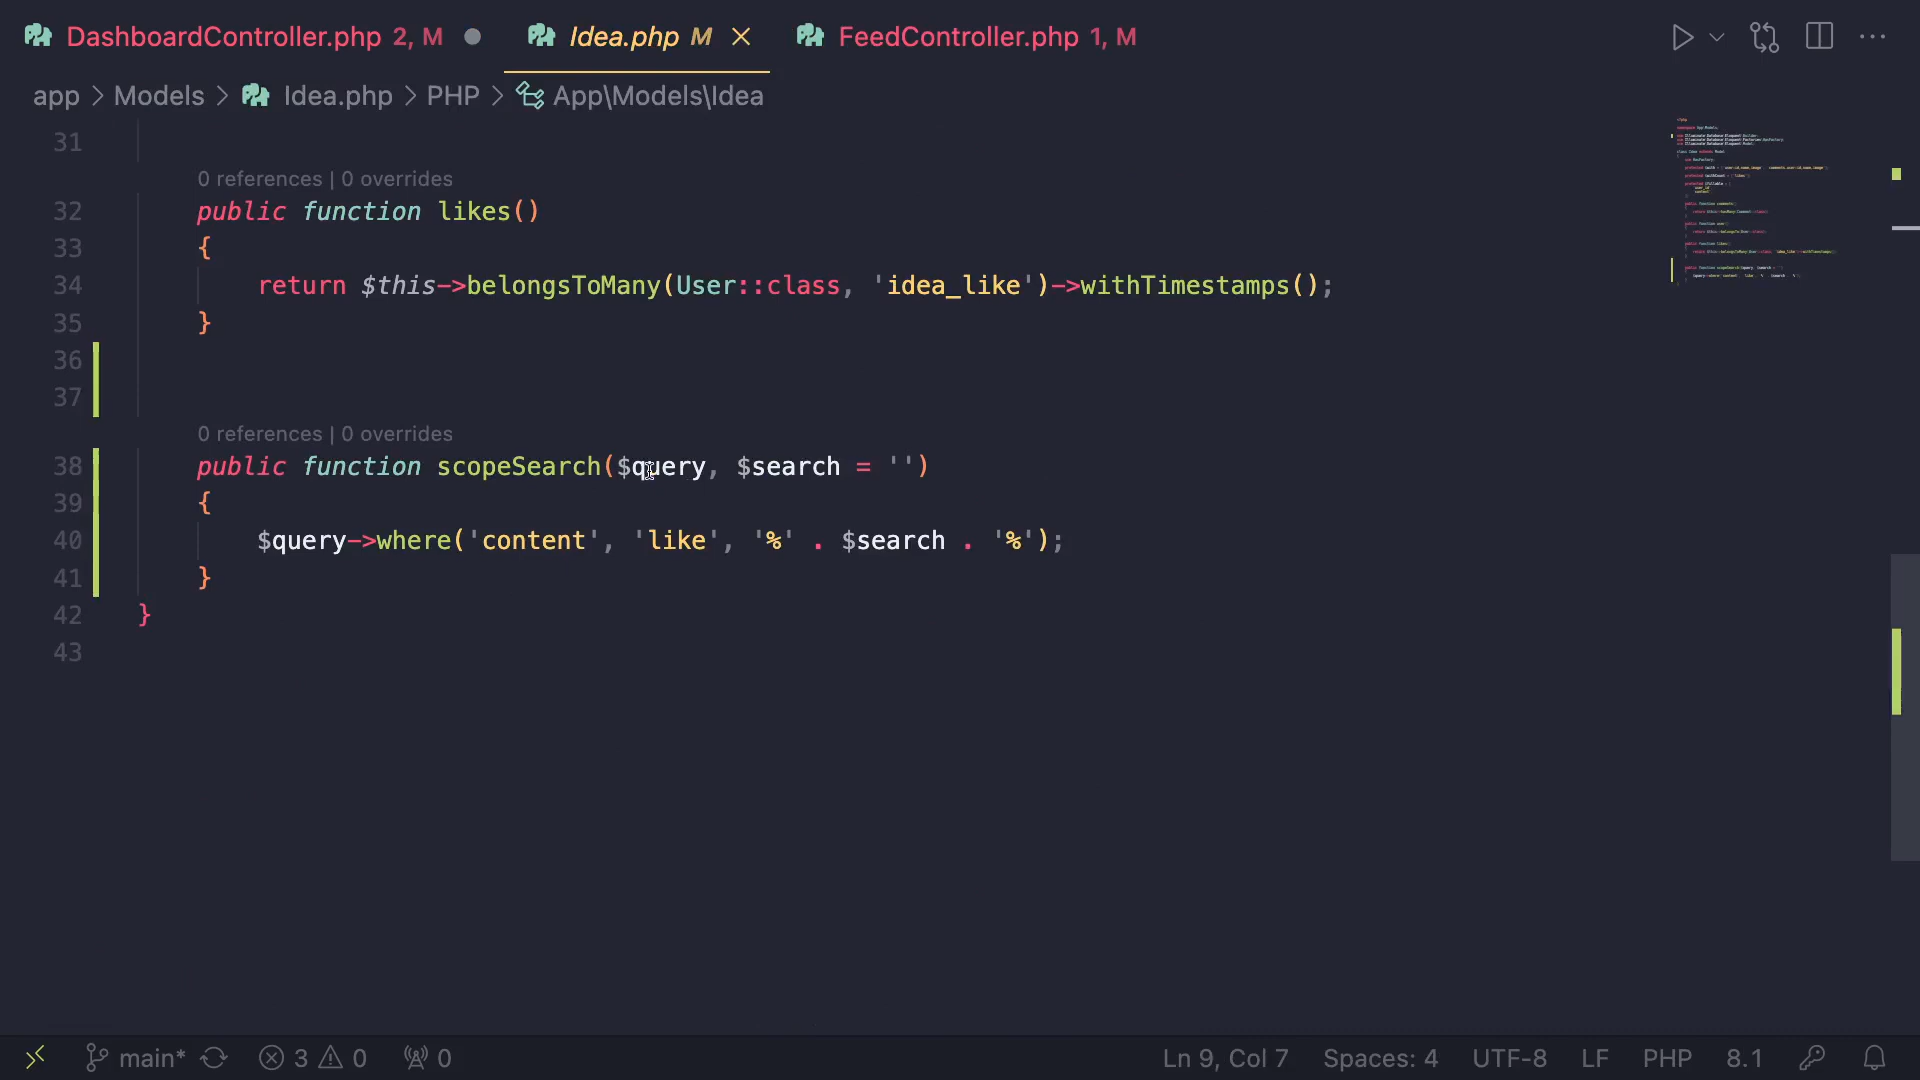 DashboardController.php 2, M Idea.php M FeedController.php 1, M
app > Models > Idea.php > PHP > App\Models\Idea
31
0 references | 0 overrides
32 public function likes()
33 {
34 return $this->belongsToMany(User::class, 'idea_like')->withTimestamps();
35 }
36
37
0 references | 0 overrides
38 public function scopeSearch($query, $search = '')
39 {
40 $query->where('content', 'like', '%' . $search . '%');
41 }
42 }
43
main* 3 0 0 Ln 9, Col 7 Spaces: 4 UTF-8 LF PHP 8.1